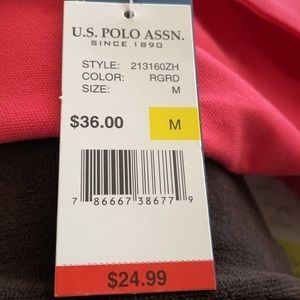 U.S. POLO ASSN.
SINCE 1890
STYLE: 213160ZH
COLOR: RGRD
SIZE: M
$36.00 M
7 86667 38677 9
$24.99